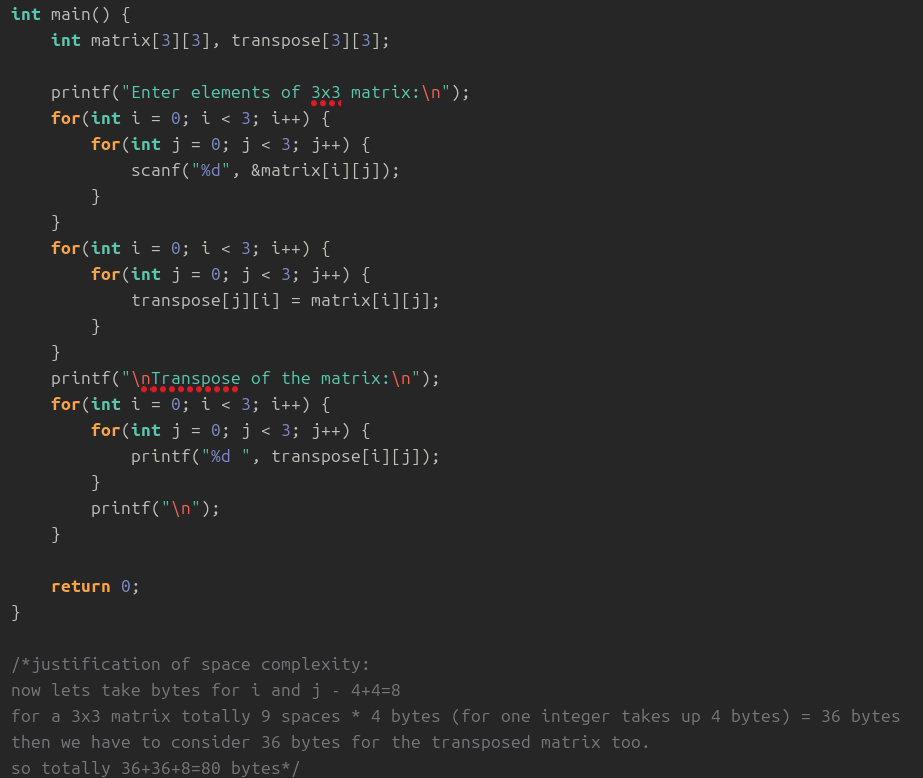 int main() {
    int matrix[3][3], transpose[3][3];

    printf("Enter elements of 3x3 matrix:\n");
    for(int i = 0; i < 3; i++) {
        for(int j = 0; j < 3; j++) {
            scanf("%d", &matrix[i][j]);
        }
    }
    for(int i = 0; i < 3; i++) {
        for(int j = 0; j < 3; j++) {
            transpose[j][i] = matrix[i][j];
        }
    }
    printf("\nTranspose of the matrix:\n");
    for(int i = 0; i < 3; i++) {
        for(int j = 0; j < 3; j++) {
            printf("%d ", transpose[i][j]);
        }
        printf("\n");
    }

    return 0;
}

/*justification of space complexity:
now lets take bytes for i and j - 4+4=8
for a 3x3 matrix totally 9 spaces * 4 bytes (for one integer takes up 4 bytes) = 36 bytes
then we have to consider 36 bytes for the transposed matrix too.
so totally 36+36+8=80 bytes*/